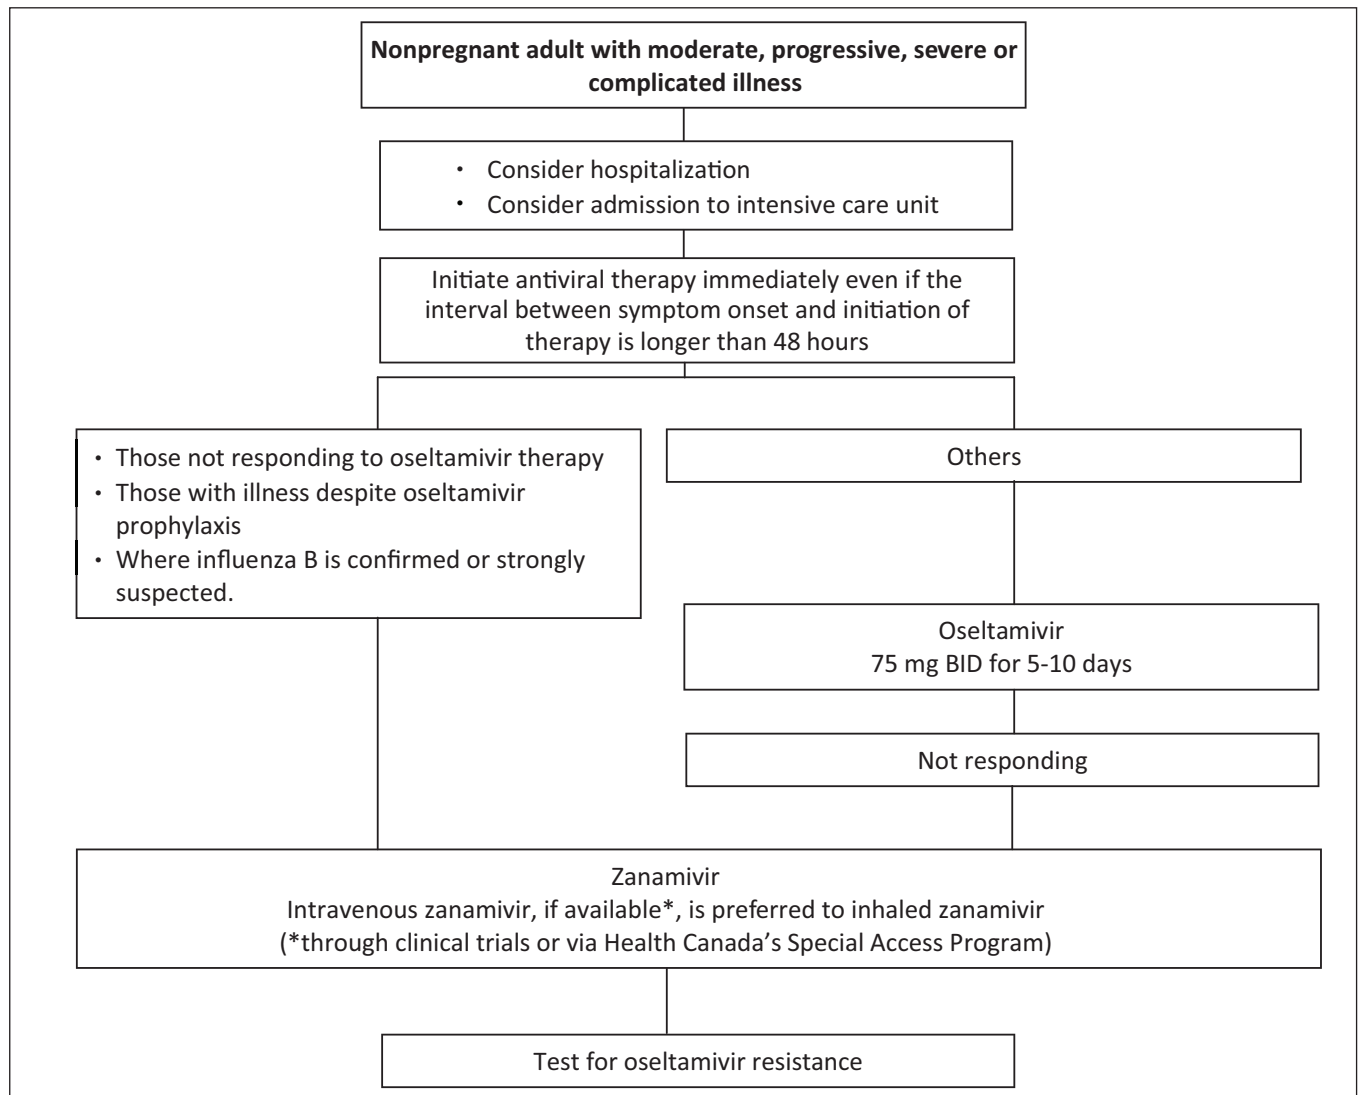 Nonpregnant adult with moderate, progressive, severe or
complicated illness
• Consider hospitalization
• Consider admission to intensive care unit
Initiate antiviral therapy immediately even if the
interval between symptom onset and initiation of
therapy is longer than 48 hours
• Those not responding to oseltamivir therapy
• Those with illness despite oseltamivir
prophylaxis
• Where influenza B is confirmed or strongly
suspected.
Others
Oseltamivir
75 mg BID for 5-10 days
Not responding
Zanamivir
Intravenous zanamivir, if available*, is preferred to inhaled zanamivir
(*through clinical trials or via Health Canada’s Special Access Program)
Test for oseltamivir resistance